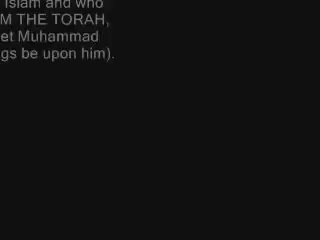 Islam and who
M THE TORAH,
et Muhammad
gs be upon him).